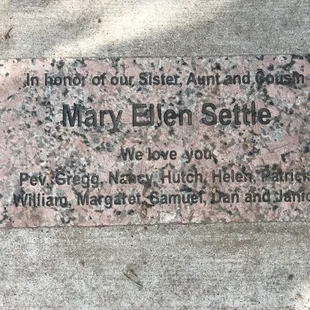 In honor of our Sister, Aunt and Cousin
Mary Ellen Settle
We love you,
Pev, Gregg, Nancy, Hutch, Helen, Patrick
William, Margaret, Samuel, Dan and Janic